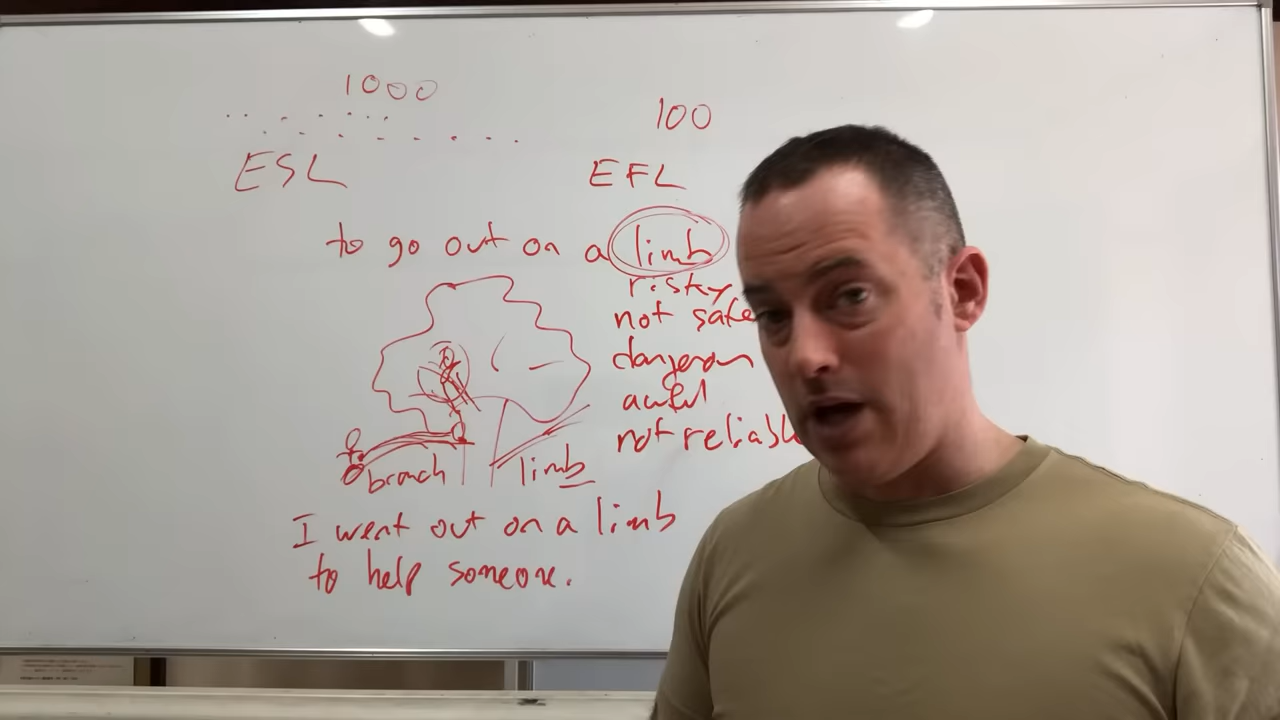 1000
100
ESL
EFL
to go out on a limb
risky
not safe
dangerous
awful
not reliabl
branch
limb
I went out on a limb
to help someone.